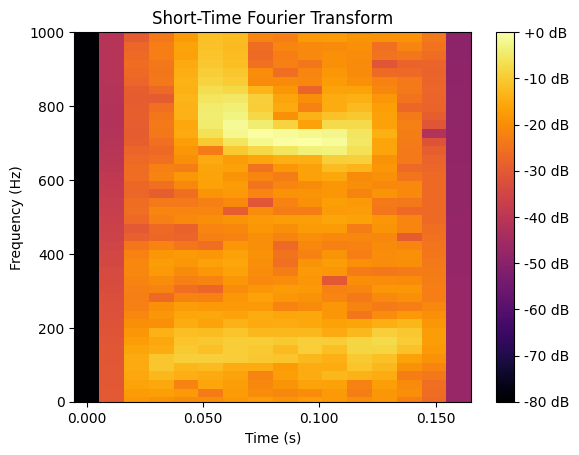 Short-Time Fourier Transform
1000
800
600
400
200
0
Frequency (Hz)
0.000
0.050
0.100
0.150
Time (s)
+0 dB
-10 dB
-20 dB
-30 dB
-40 dB
-50 dB
-60 dB
-70 dB
-80 dB